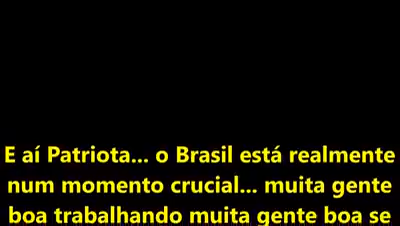 E aí Patriota... o Brasil está realmente
num momento crucial... muita gente
boa trabalhando muita gente boa se